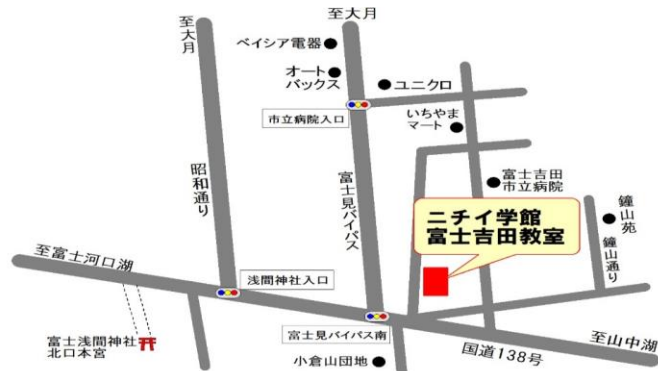 至大月
至大月
ベイシア電器
オート
バックス
ユニクロ
市立病院入口
いちやま
マート
昭和通り
富士見バイパス
富士吉田
市立病院
ニチイ学館
富士吉田教室
鐘山苑
鐘山通り
至富士河口湖
浅間神社入口
富士浅間神社
北口本宮
富士見バイパス南
小倉山団地
国道138号
至山中湖